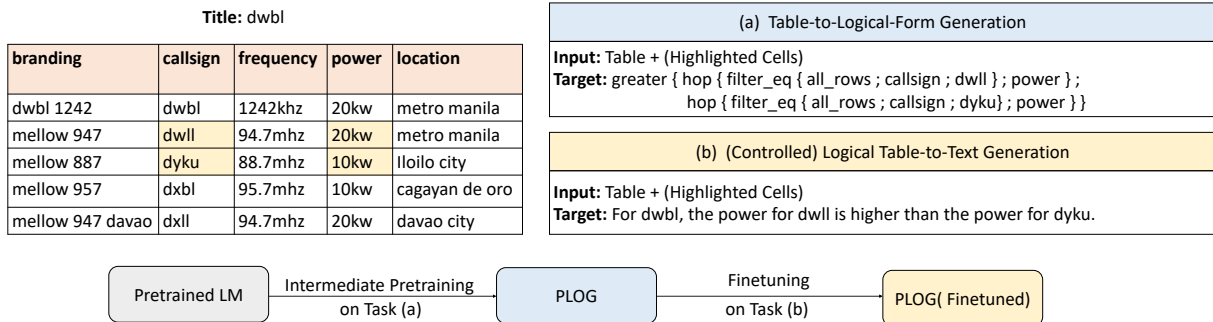 Title: dwbl
branding callsign frequency power location
dwbl 1242 dwbl 1242khz 20kw metro manila
mellow 947 dwll 94.7mhz 20kw metro manila
mellow 887 dyku 88.7mhz 10kw Iloilo city
mellow 957 dxbl 95.7mhz 10kw cagayan de oro
mellow 947 davao dxll 94.7mhz 20kw davao city
(a) Table-to-Logical-Form Generation
Input: Table + (Highlighted Cells)
Target: greater { hop { filter_eq { all_rows ; callsign ; dwll } ; power } ;
hop { filter_eq { all_rows ; callsign ; dyku} ; power } }
(b) (Controlled) Logical Table-to-Text Generation
Input: Table + (Highlighted Cells)
Target: For dwbl, the power for dwll is higher than the power for dyku.
Pretrained LM
Intermediate Pretraining
on Task (a)
PLOG
Finetuning
on Task (b)
PLOG( Finetuned)